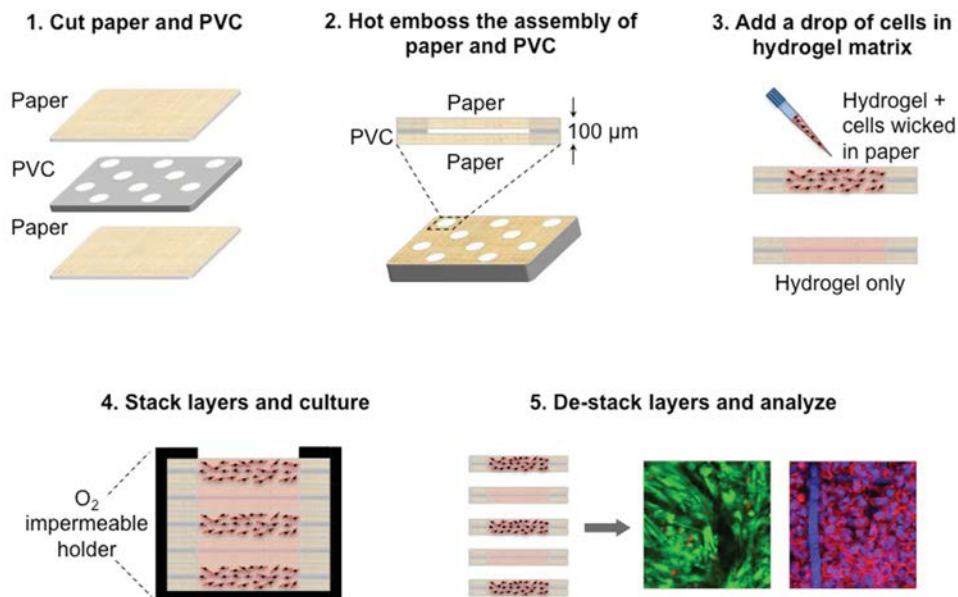 1. Cut paper and PVC
Paper
PVC
Paper
2. Hot emboss the assembly of
paper and PVC
Paper
PVC
100 μm
Paper
3. Add a drop of cells in
hydrogel matrix
Hydrogel +
cells wicked
in paper
Hydrogel only
4. Stack layers and culture
O2
impermeable
holder
5. De-stack layers and analyze